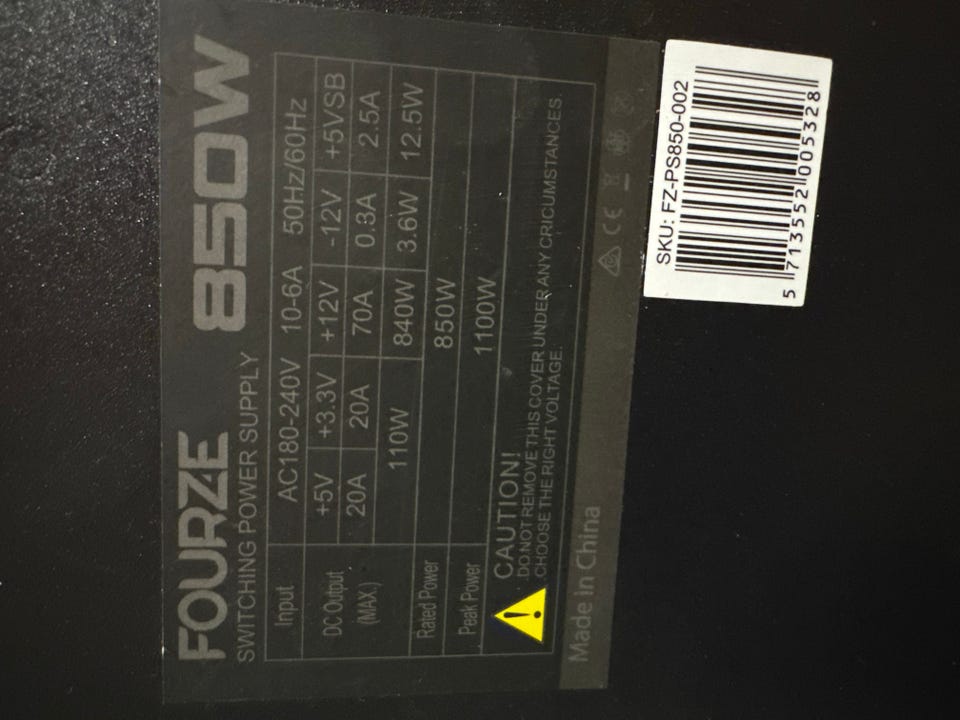 FOURZE 850W
SWITCHING POWER SUPPLY
Input AC180-240V 10-6A 50Hz/60Hz
DC Output (MAX.) +5V +3.3V +12V -12V +5VSB
20A 20A 70A 0.3A 2.5A
110W 840W 3.6W 12.5W
Rated Power 850W
Peak Power 1100W
CAUTION!
DO NOT REMOVE THIS COVER UNDER ANY CRICUMSTANCES
CHOOSE THE RIGHT VOLTAGE.
Made in China
CE
SKU: FZ-PS850-002
5 713552 005328